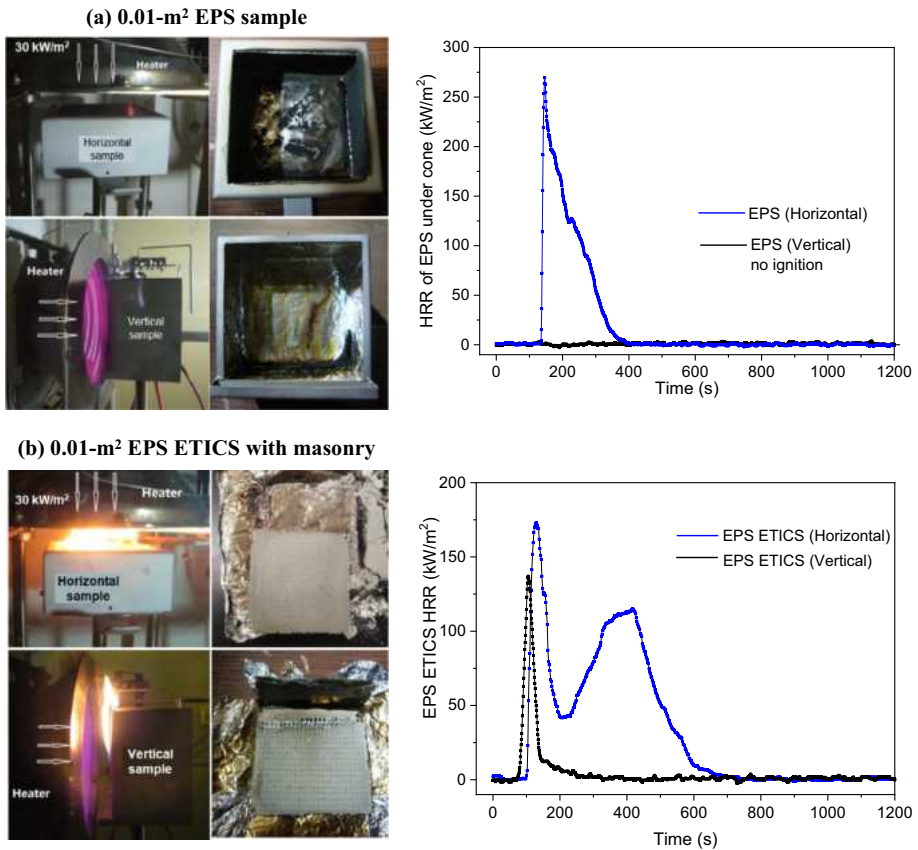 (a) 0.01-m² EPS sample
30 kW/m²
Heater
Horizontal
sample
Heater
Vertical
sample
300
250
200
150
100
50
0
HRR of EPS under cone (kW/m²)
EPS (Horizontal)
EPS (Vertical)
no ignition
0
200
400
600
800
1000
1200
Time (s)
(b) 0.01-m² EPS ETICS with masonry
30 kW/m²
Heater
Horizontal
sample
Vertical
sample
Heater
200
150
100
50
0
EPS ETICS HRR (kW/m²)
EPS ETICS (Horizontal)
EPS ETICS (Vertical)
0
200
400
600
800
1000
1200
Time (s)